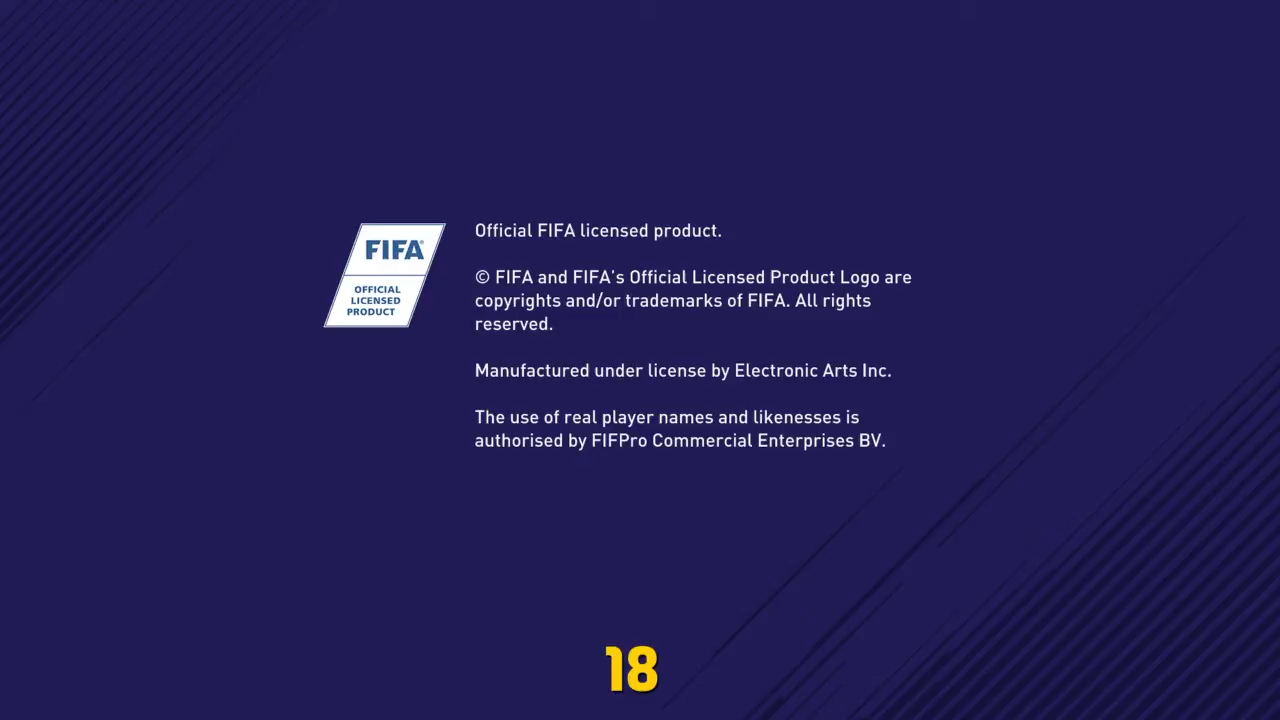 FIFA
OFFICIAL
LICENSED
PRODUCT
Official FIFA licensed product.
© FIFA and FIFA's Official Licensed Product Logo are
copyrights and/or trademarks of FIFA. All rights
reserved.
Manufactured under license by Electronic Arts Inc.
The use of real player names and likenesses is
authorised by FIFPro Commercial Enterprises BV.
18